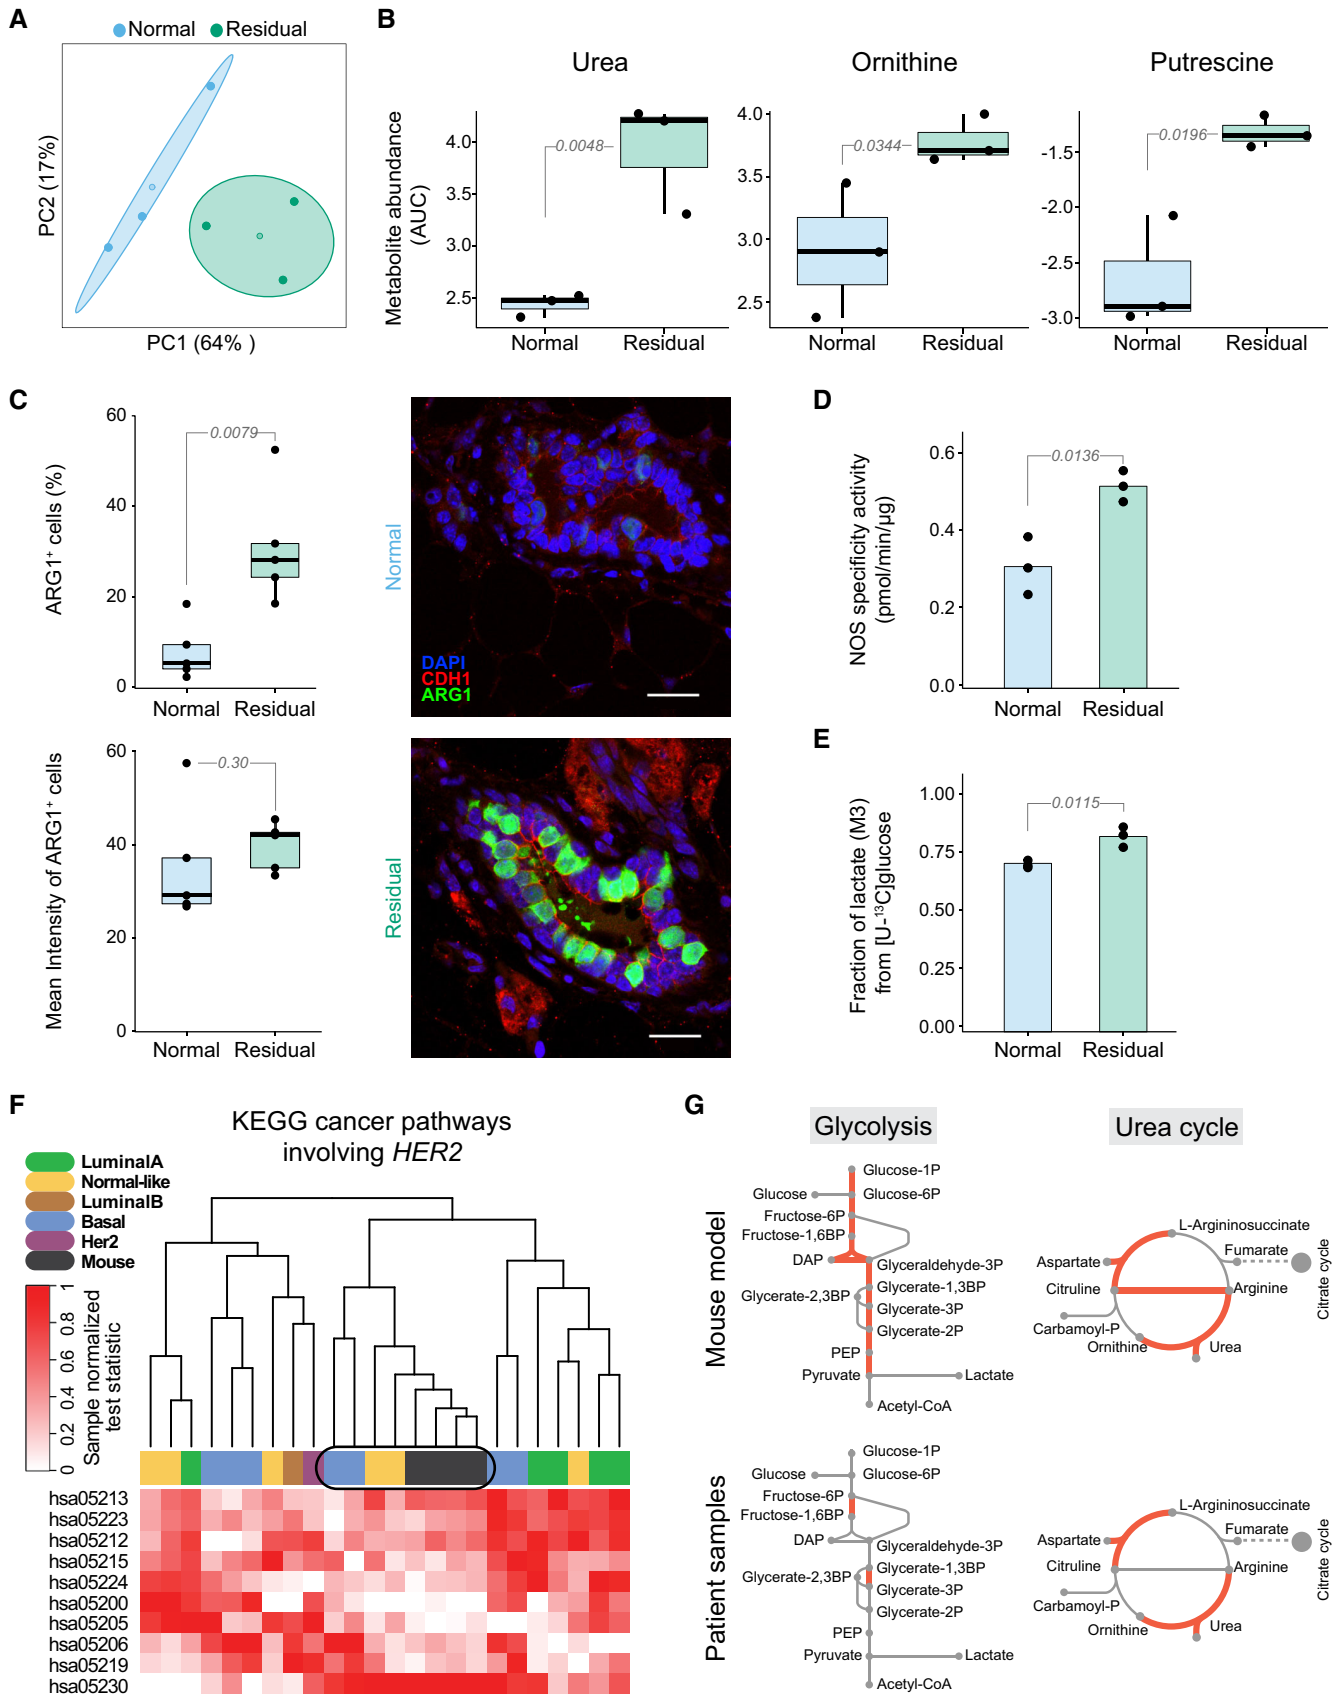 A
Normal Residual
PC2 (17%)
PC1 (64% )
B
Metabolite abundance
(AUC)
Urea
4.0
3.5
3.0
2.5
0.0048
Normal Residual
Ornithine
4.0
3.5
3.0
2.5
0.0344
Normal Residual
Putrescine
-1.5
-2.0
-2.5
-3.0
0.0196
Normal Residual
C
ARG1+ cells (%)
60
40
20
0
0.0079
Normal Residual
Mean Intensity of ARG1+ cells
60
40
20
0
0.30
Normal Residual
Normal
DAPI
CDH1
ARG1
Residual
D
NOS specificity activity
(pmol/min/µg)
0.6
0.4
0.2
0.0
0.0136
Normal Residual
E
Fraction of lactate (M3)
from [U-¹³C]glucose
1.00
0.75
0.50
0.25
0.00
0.0115
Normal Residual
F
KEGG cancer pathways
involving HER2
LuminalA
Normal-like
LuminalB
Basal
Her2
Mouse
0 0.2 0.4 0.6 0.8 1
Sample normalized
test statistic
hsa05213
hsa05223
hsa05212
hsa05215
hsa05224
hsa05200
hsa05205
hsa05206
hsa05219
hsa05230
G
Glycolysis
Urea cycle
Mouse model
Glucose-1P
Glucose Glucose-6P
Fructose-6P
Fructose-1,6BP
DAP Glyceraldehyde-3P
Glycerate-1,3BP
Glycerate-2,3BP
Glycerate-3P
Glycerate-2P
PEP
Pyruvate Lactate
Acetyl-CoA
L-Argininosuccinate
Fumarate
Aspartate
Citruline Arginine
Carbamoyl-P
Ornithine Urea
Citrate cycle
Patient samples
Glucose-1P
Glucose Glucose-6P
Fructose-6P
Fructose-1,6BP
DAP Glyceraldehyde-3P
Glycerate-1,3BP
Glycerate-2,3BP
Glycerate-3P
Glycerate-2P
PEP
Pyruvate Lactate
Acetyl-CoA
L-Argininosuccinate
Fumarate
Aspartate
Citruline Arginine
Carbamoyl-P
Ornithine Urea
Citrate cycle